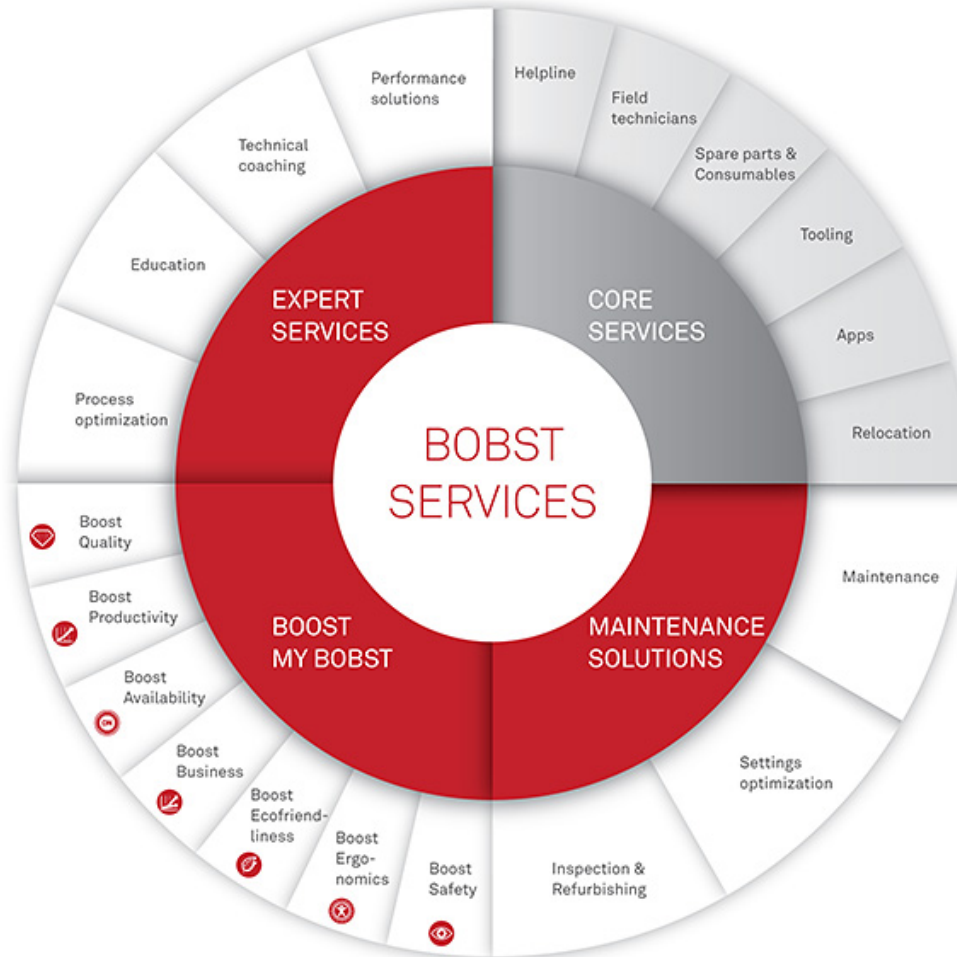 BOBST
SERVICES
CORE
SERVICES
Helpline
Field
technicians
Spare parts &
Consumables
Tooling
Apps
Relocation
MAINTENANCE
SOLUTIONS
Maintenance
Settings
optimization
Inspection &
Refurbishing
BOOST
MY BOBST
Boost
Safety
Boost
Ergo-
nomics
Boost
Ecofriend-
liness
Boost
Business
Boost
Availability
ON
Boost
Productivity
Boost
Quality
EXPERT
SERVICES
Process
optimization
Education
Technical
coaching
Performance
solutions